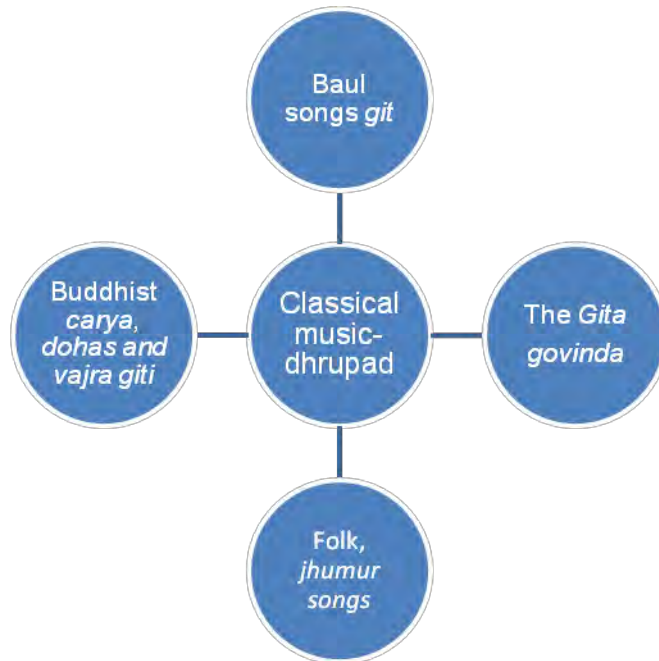 Baul
songs git
Buddhist
carya,
dohas and
vajra giti
Classical
music-
dhrupad
The Gita
govinda
Folk,
jhumur
songs